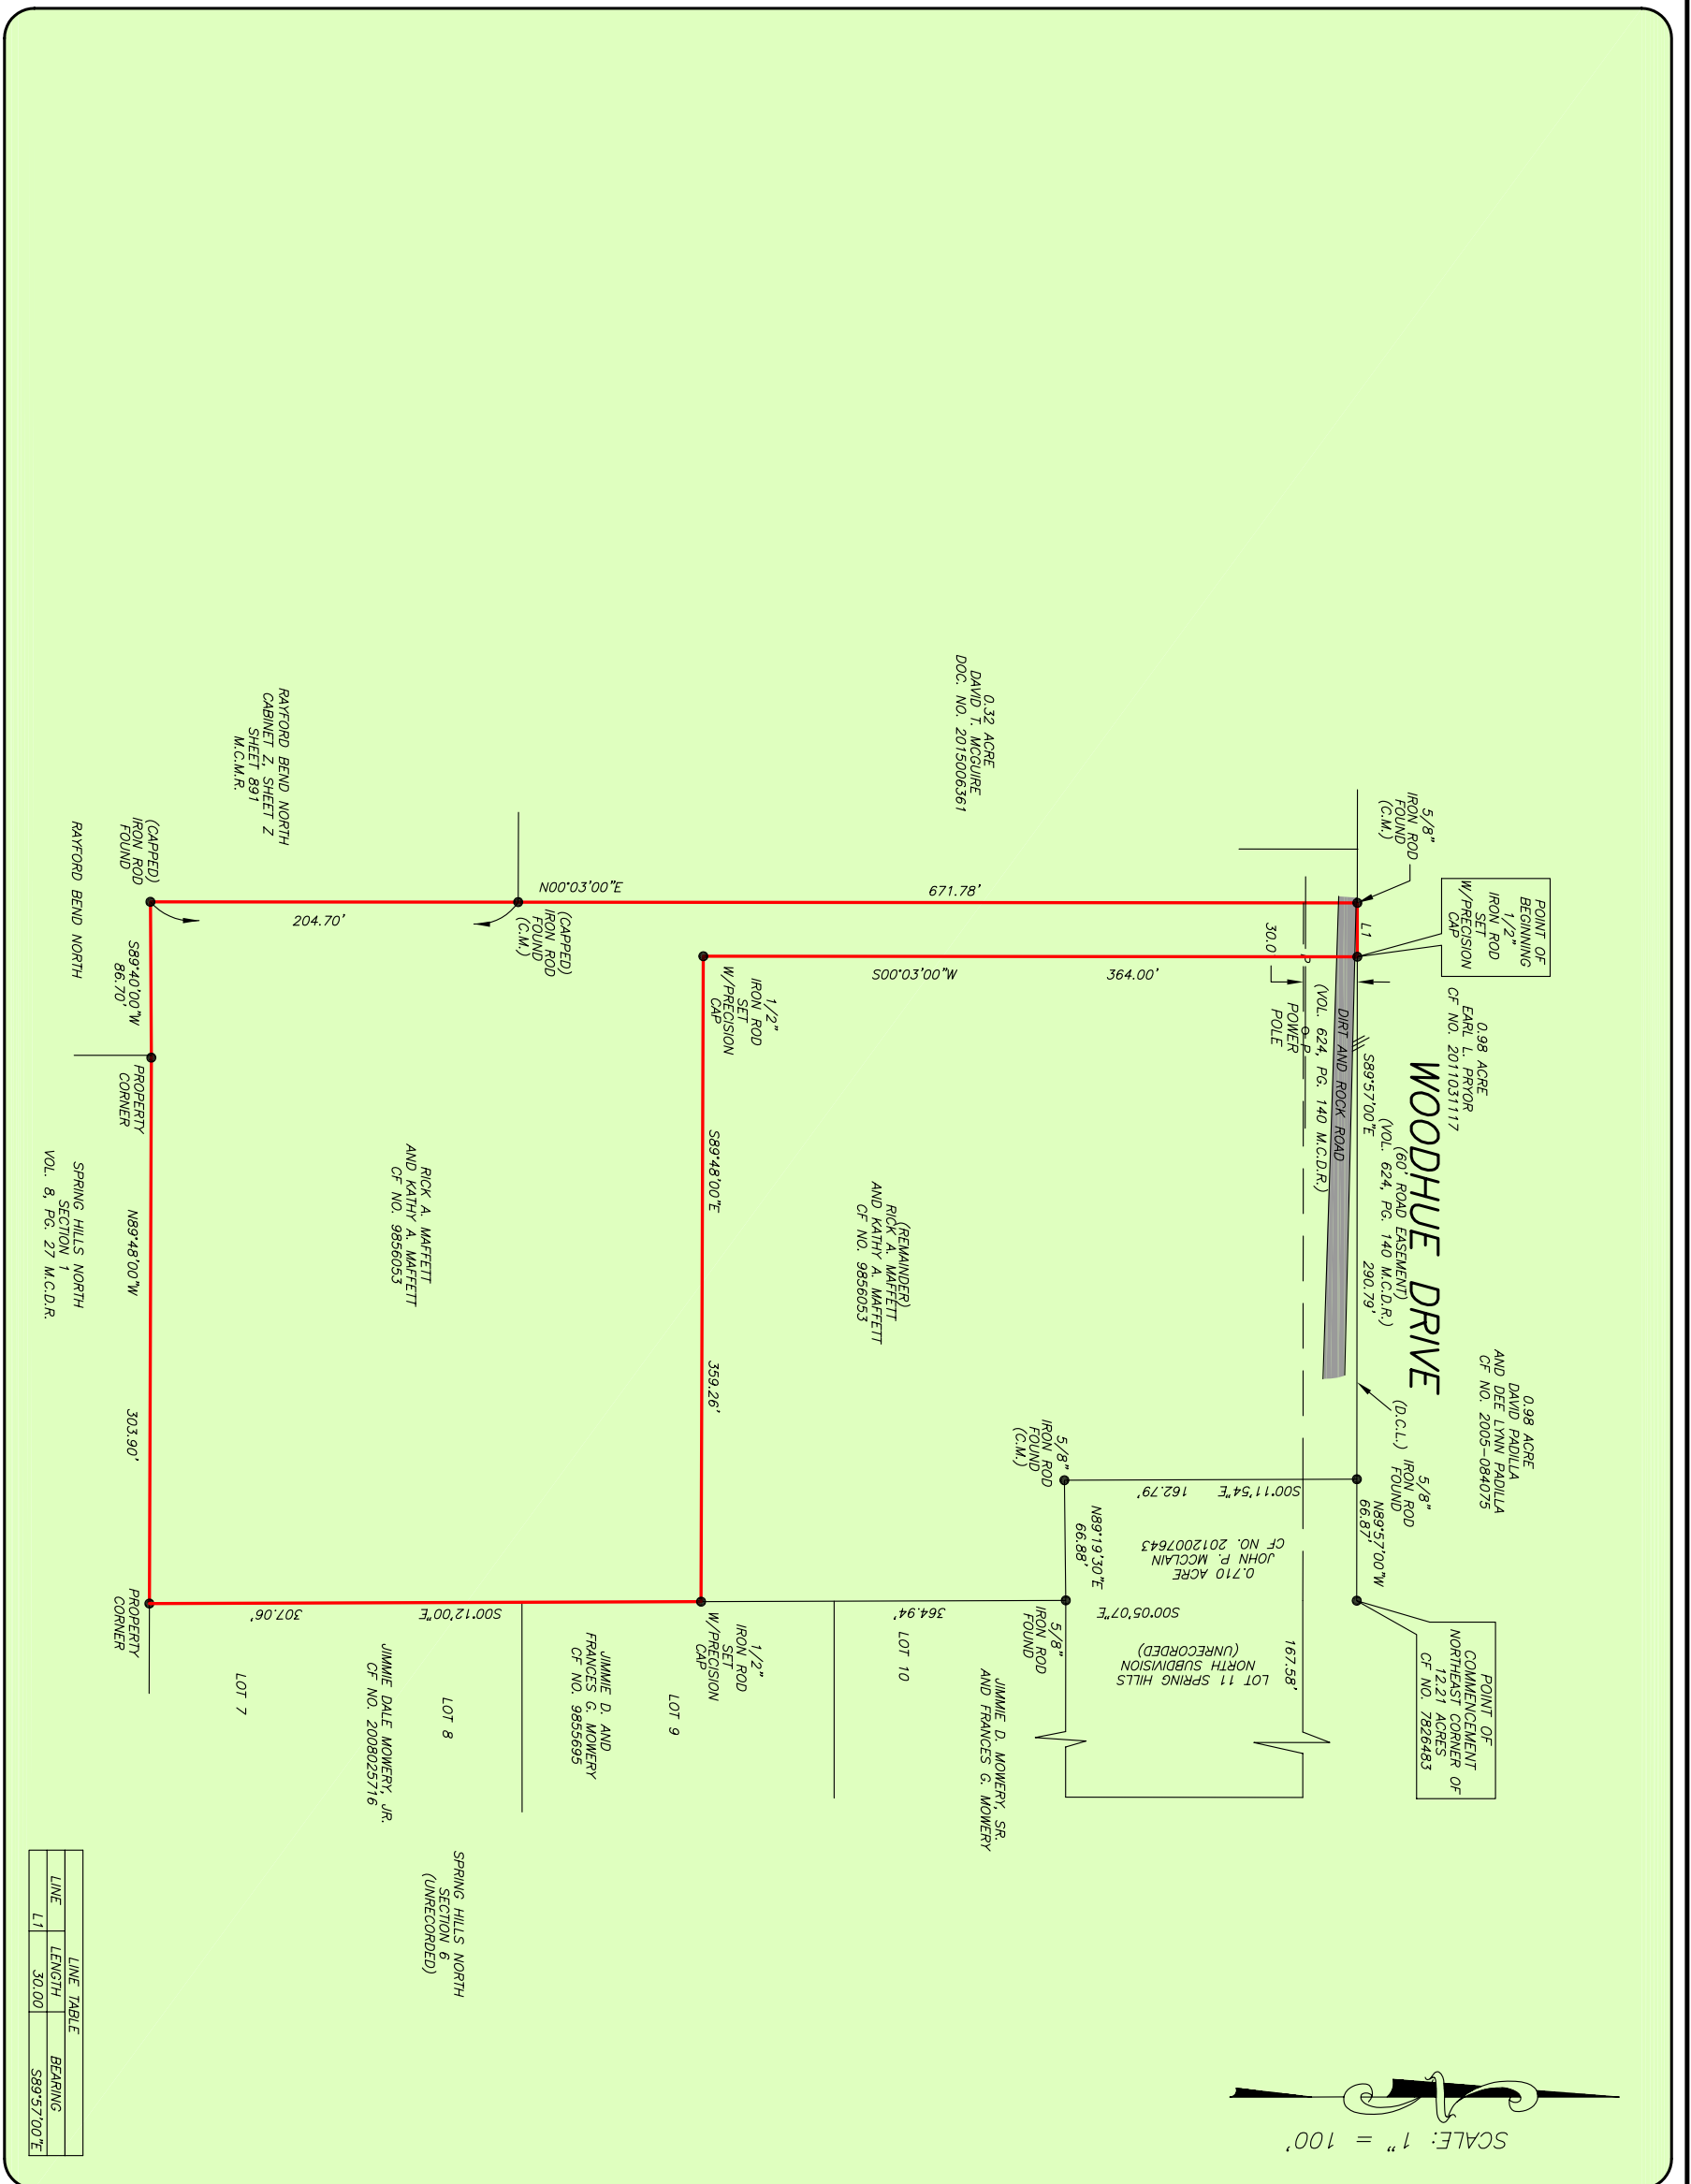 POINT OF
BEGINNING
1/2"
IRON ROD
SET
W/PRECISION
CAP
5/8"
IRON ROD
FOUND
(C.M.)
0.98 ACRE
EARL L. PRYOR
CF NO. 2011031117
0.98 ACRE
DAVID PADILLA
AND DEE LYNN PADILLA
CF NO. 2005-084075
WOODHUE DRIVE
(60' ROAD EASEMENT)
(VOL. 624, PG. 140 M.C.D.R.)
S89°57'00"E
290.79'
(D.C.L.)
5/8"
IRON ROD
FOUND
N89°57'00"W
66.87'
POINT OF
COMMENCEMENT
NORTHEAST CORNER OF
12.21 ACRES
CF NO. 7826483
SCALE: 1" = 100'
L1
DIRT AND ROCK ROAD
(VOL. 624, PG. 140 M.C.D.R.)
P
P
POWER
POLE
30.0
S00°11'54"E
162.79'
0.710 ACRE
JOHN P. MCCLAIN
CF NO. 2012007643
167.58'
LOT 11 SPRING HILLS
NORTH SUBDIVISION
(UNRECORDED)
S00°05'07"E
N89°19'30"E
66.88'
5/8"
IRON ROD
FOUND
(C.M.)
5/8"
IRON ROD
FOUND
JIMMIE D. MOWERY, SR.
AND FRANCES G. MOWERY
LOT 10
364.94'
0.32 ACRE
DAVID T. MCGUIRE
DOC. NO. 2015006361
671.78'
N00°03'00"E
364.00'
S00°03'00"W
(REMAINDER)
RICK A. MAFFETT
AND KATHY A. MAFFETT
CF NO. 9856053
1/2"
IRON ROD
SET
W/PRECISION
CAP
S89°48'00"E
359.26'
1/2"
IRON ROD
SET
W/PRECISION
CAP
LOT 9
JIMMIE D. AND
FRANCES G. MOWERY
CF NO. 9855695
(CAPPED)
IRON ROD
FOUND
(C.M.)
204.70'
RICK A. MAFFETT
AND KATHY A. MAFFETT
CF NO. 9856053
S00°12'00"E
307.06'
LOT 8
JIMMIE DALE MOWERY, JR.
CF NO. 2008025716
LOT 7
SPRING HILLS NORTH
SECTION 6
(UNRECORDED)
RAYFORD BEND NORTH
CABINET Z, SHEET Z
SHEET 891
M.C.M.R.
(CAPPED)
IRON ROD
FOUND
S89°40'00"W
86.70'
PROPERTY
CORNER
N89°48'00"W
303.90'
PROPERTY
CORNER
RAYFORD BEND NORTH
SPRING HILLS NORTH
SECTION 1
VOL. 8, PG. 27 M.C.D.R.
LINE TABLE
LINE LENGTH BEARING
L1 30.00 S89°57'00"E